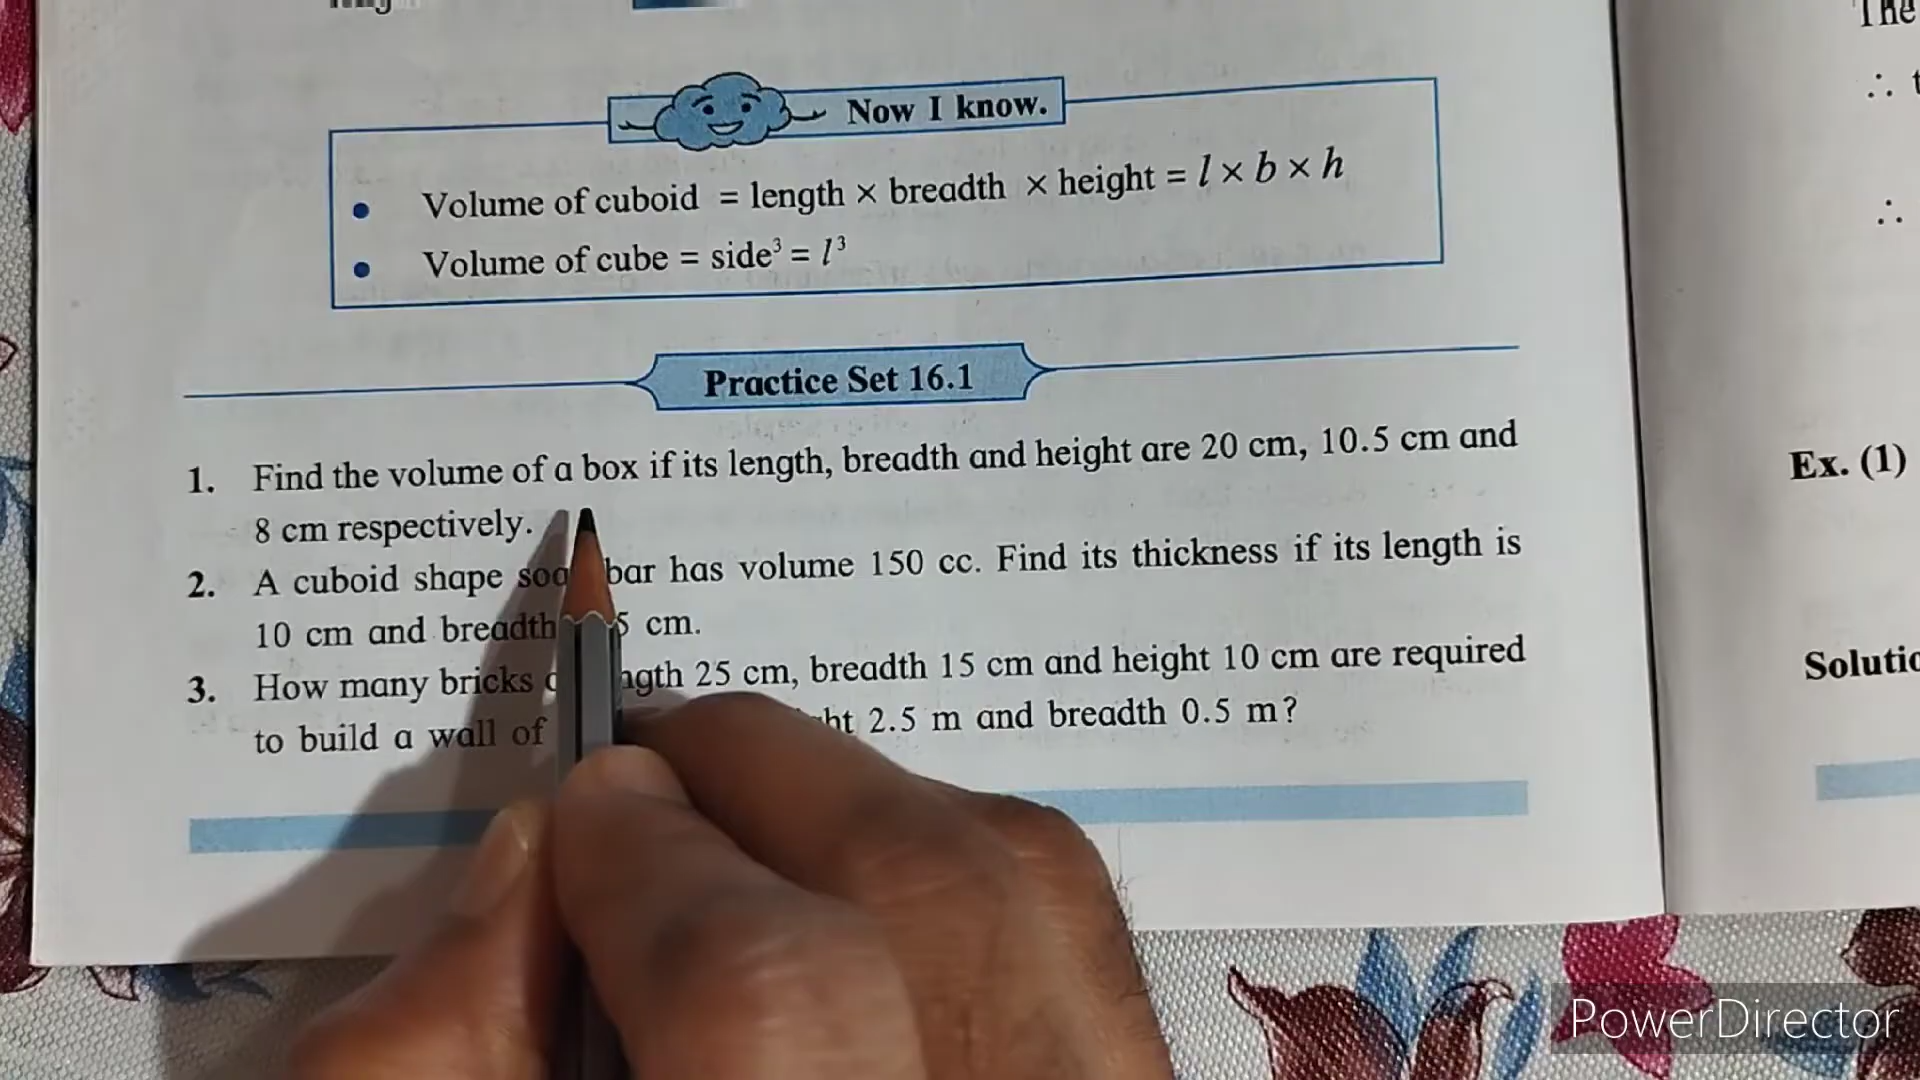 Now I know.
• Volume of cuboid = length × breadth × height = l × b × h
• Volume of cube = side³ = l³
Practice Set 16.1
1. Find the volume of a box if its length, breadth and height are 20 cm, 10.5 cm and
8 cm respectively.
2. A cuboid shape bar has volume 150 cc. Find its thickness if its length is
10 cm and breadth 5 cm.
3. How many bricks 25 cm, breadth 15 cm and height 10 cm are required
to build a wall of 2.5 m and breadth 0.5 m?
The
∴
∴
Ex. (1)
PowerDirector